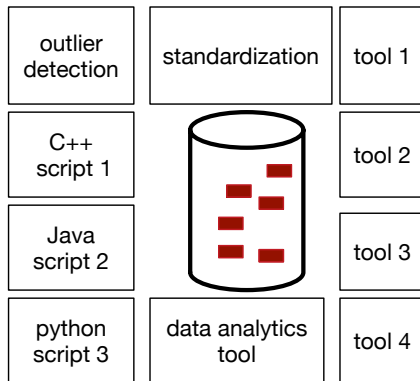 outlier
detection
standardization
tool 1
C++
script 1
tool 2
Java
script 2
tool 3
python
script 3
data analytics
tool
tool 4